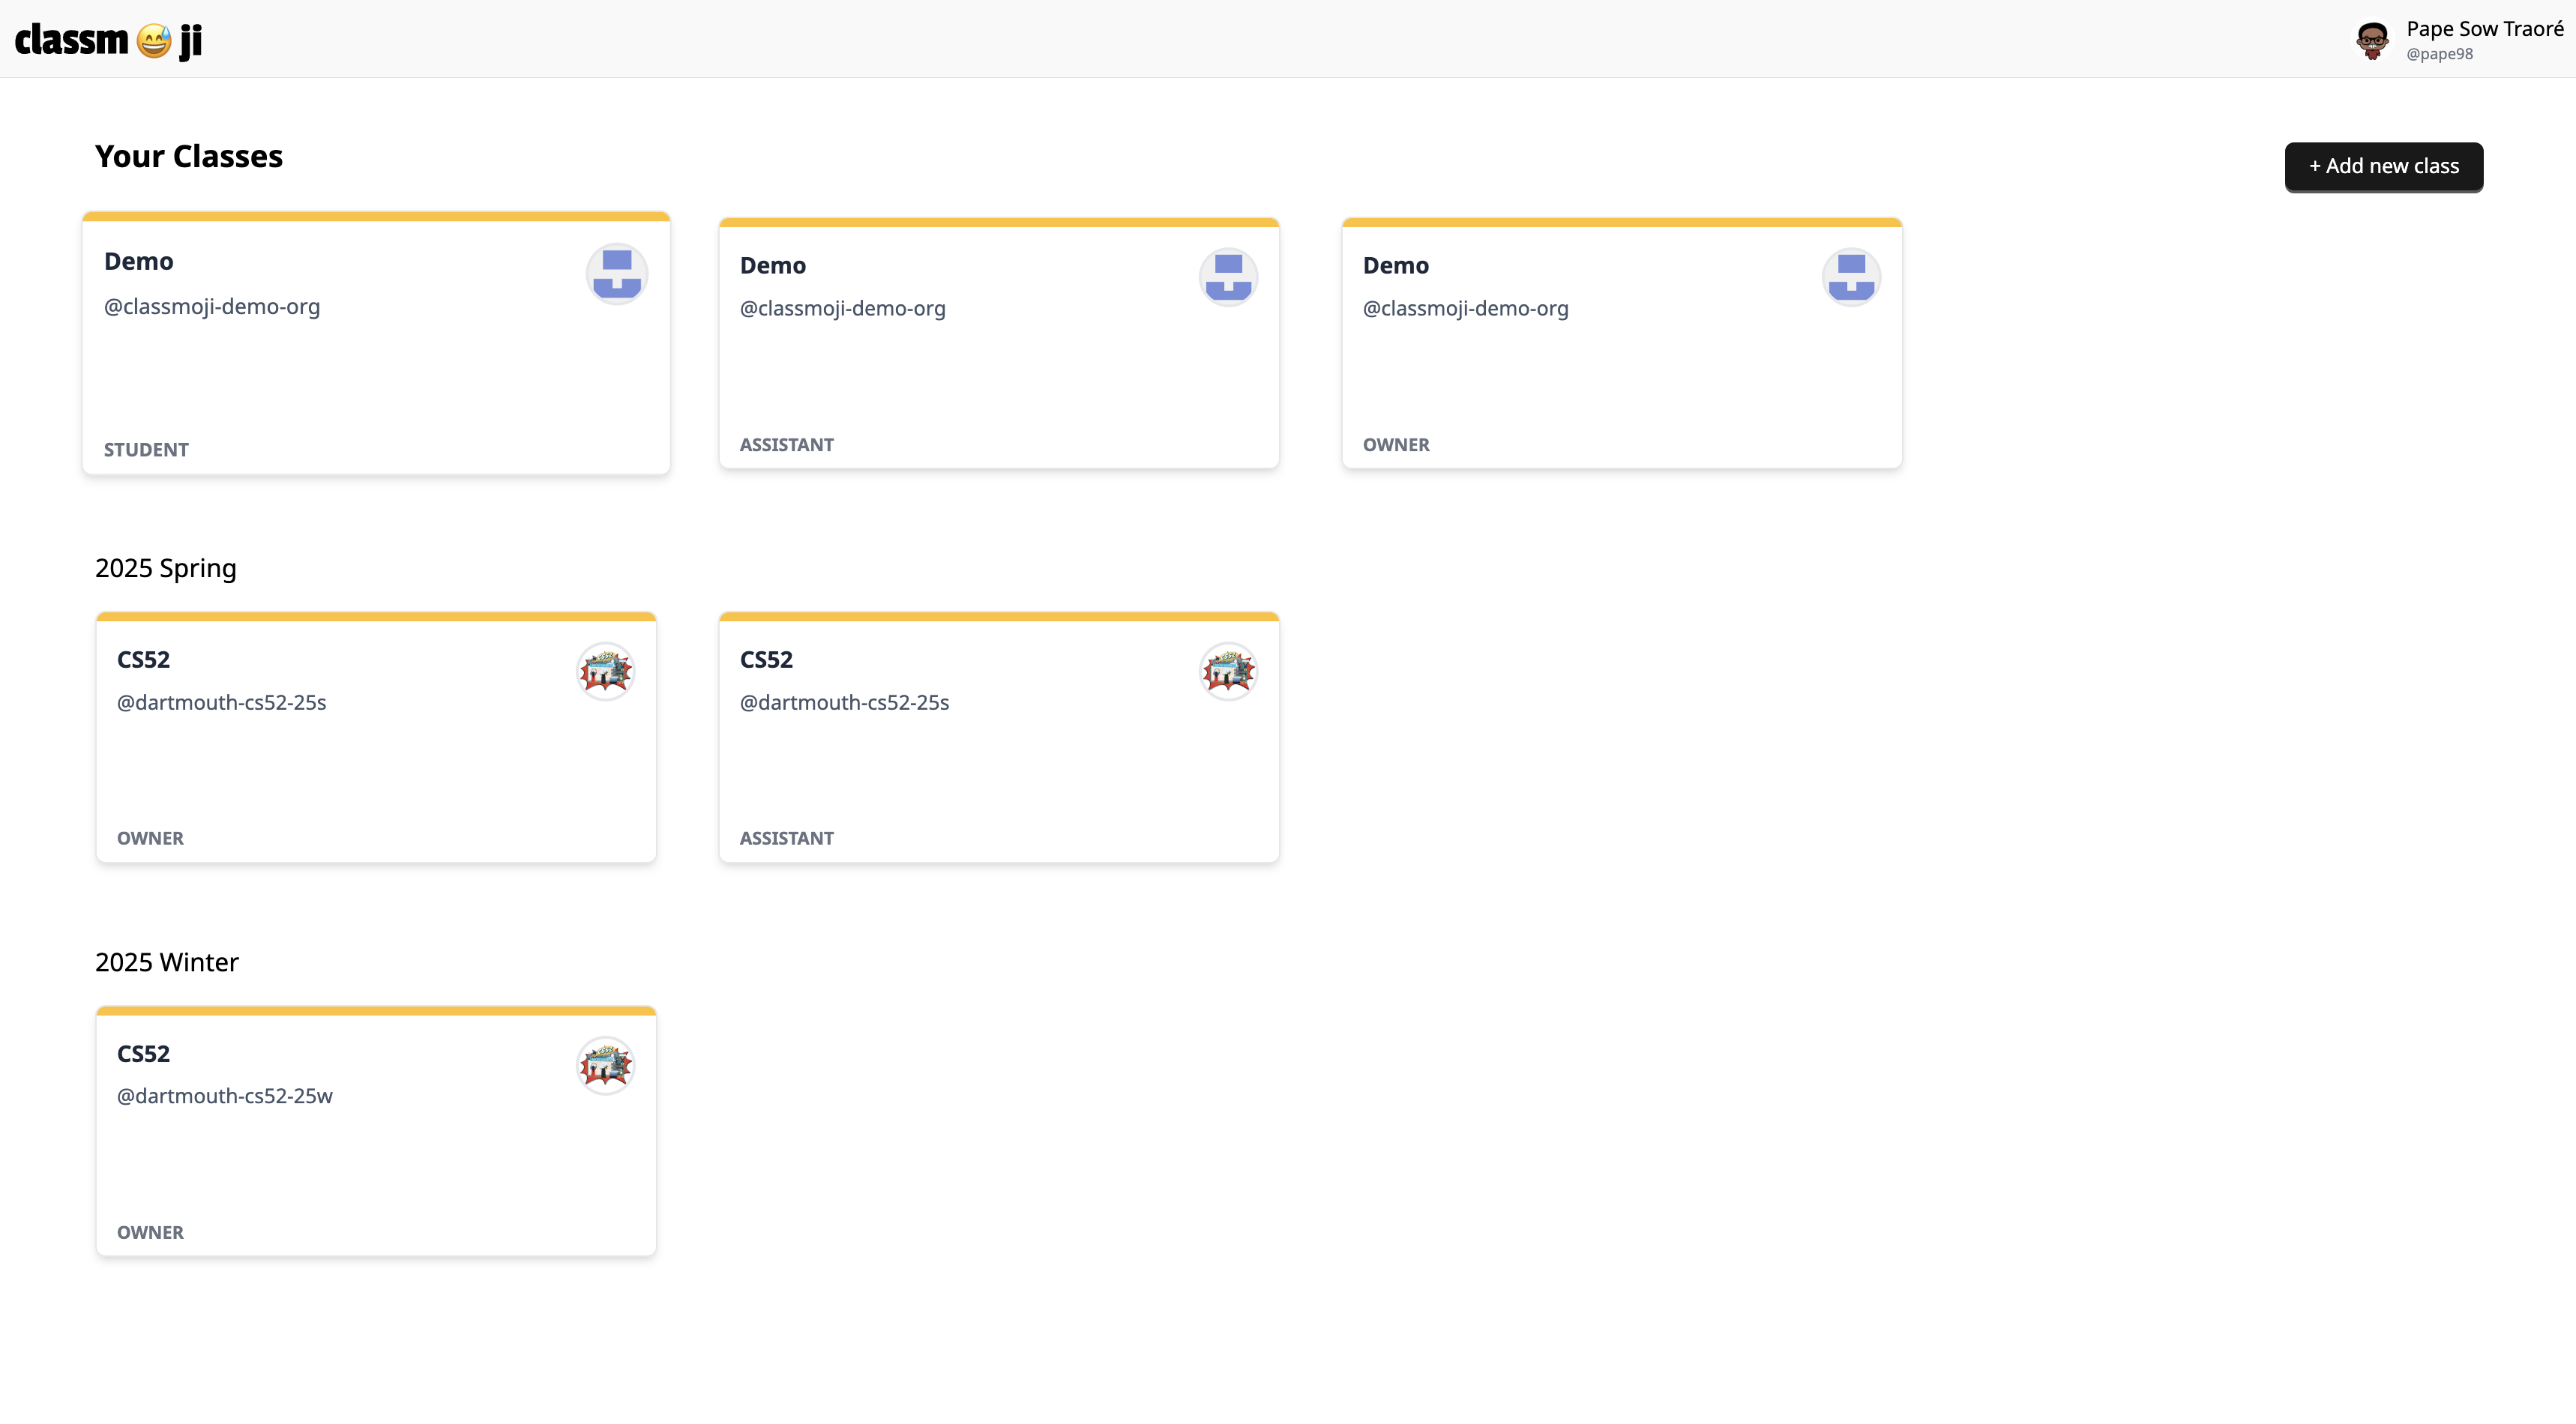 classm😅ji
Pape Sow Traoré
@pape98
Your Classes
+ Add new class
Demo
@classmoji-demo-org
STUDENT
Demo
@classmoji-demo-org
ASSISTANT
Demo
@classmoji-demo-org
OWNER
2025 Spring
CS52
@dartmouth-cs52-25s
OWNER
CS52
@dartmouth-cs52-25s
ASSISTANT
2025 Winter
CS52
@dartmouth-cs52-25w
OWNER